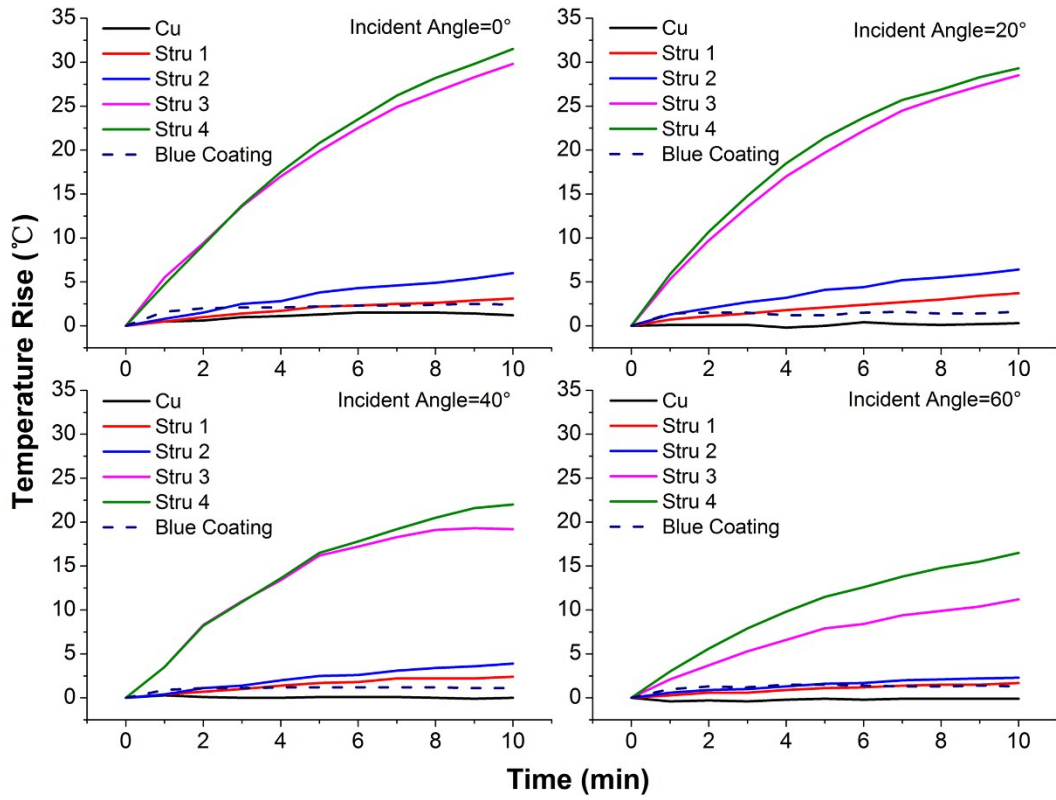 Temperature Rise (℃)
35
30
25
20
15
10
5
0
Cu
Stru 1
Stru 2
Stru 3
Stru 4
Blue Coating
Incident Angle=0°
0 2 4 6 8 10
35
30
25
20
15
10
5
0
Cu
Stru 1
Stru 2
Stru 3
Stru 4
Blue Coating
Incident Angle=20°
0 2 4 6 8 10
35
30
25
20
15
10
5
0
Cu
Stru 1
Stru 2
Stru 3
Stru 4
Blue Coating
Incident Angle=40°
0 2 4 6 8 10
35
30
25
20
15
10
5
0
Cu
Stru 1
Stru 2
Stru 3
Stru 4
Blue Coating
Incident Angle=60°
0 2 4 6 8 10
Time (min)